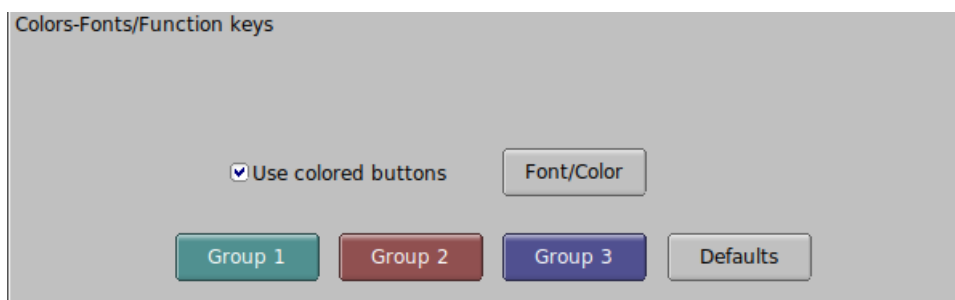 Colors-Fonts/Function keys
Use colored buttons Font/Color
Group 1 Group 2 Group 3 Defaults